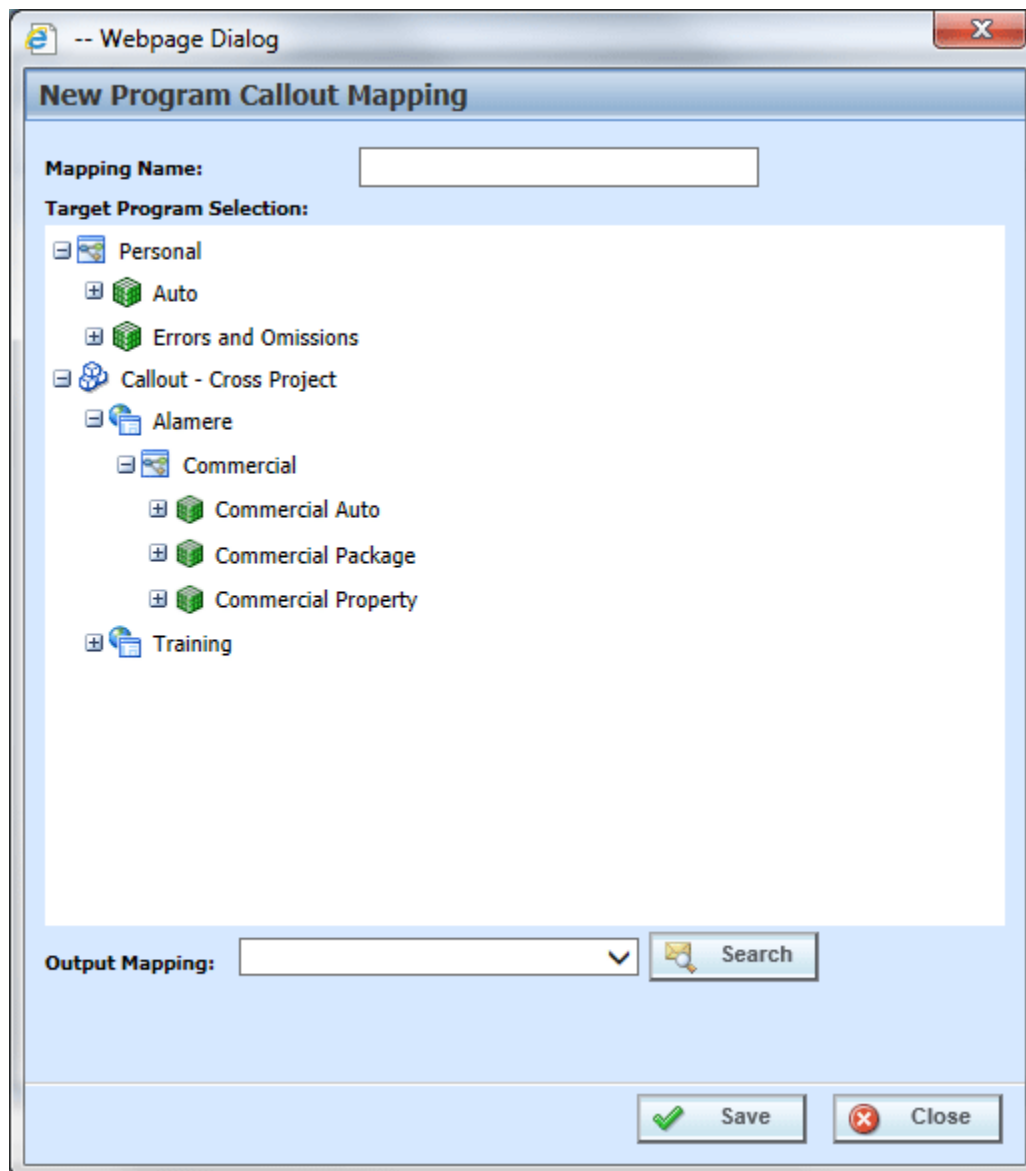 -- Webpage Dialog
New Program Callout Mapping
Mapping Name:
Target Program Selection:
Personal
Auto
Errors and Omissions
Callout - Cross Project
Alamere
Commercial
Commercial Auto
Commercial Package
Commercial Property
Training
Output Mapping: Search
Save Close